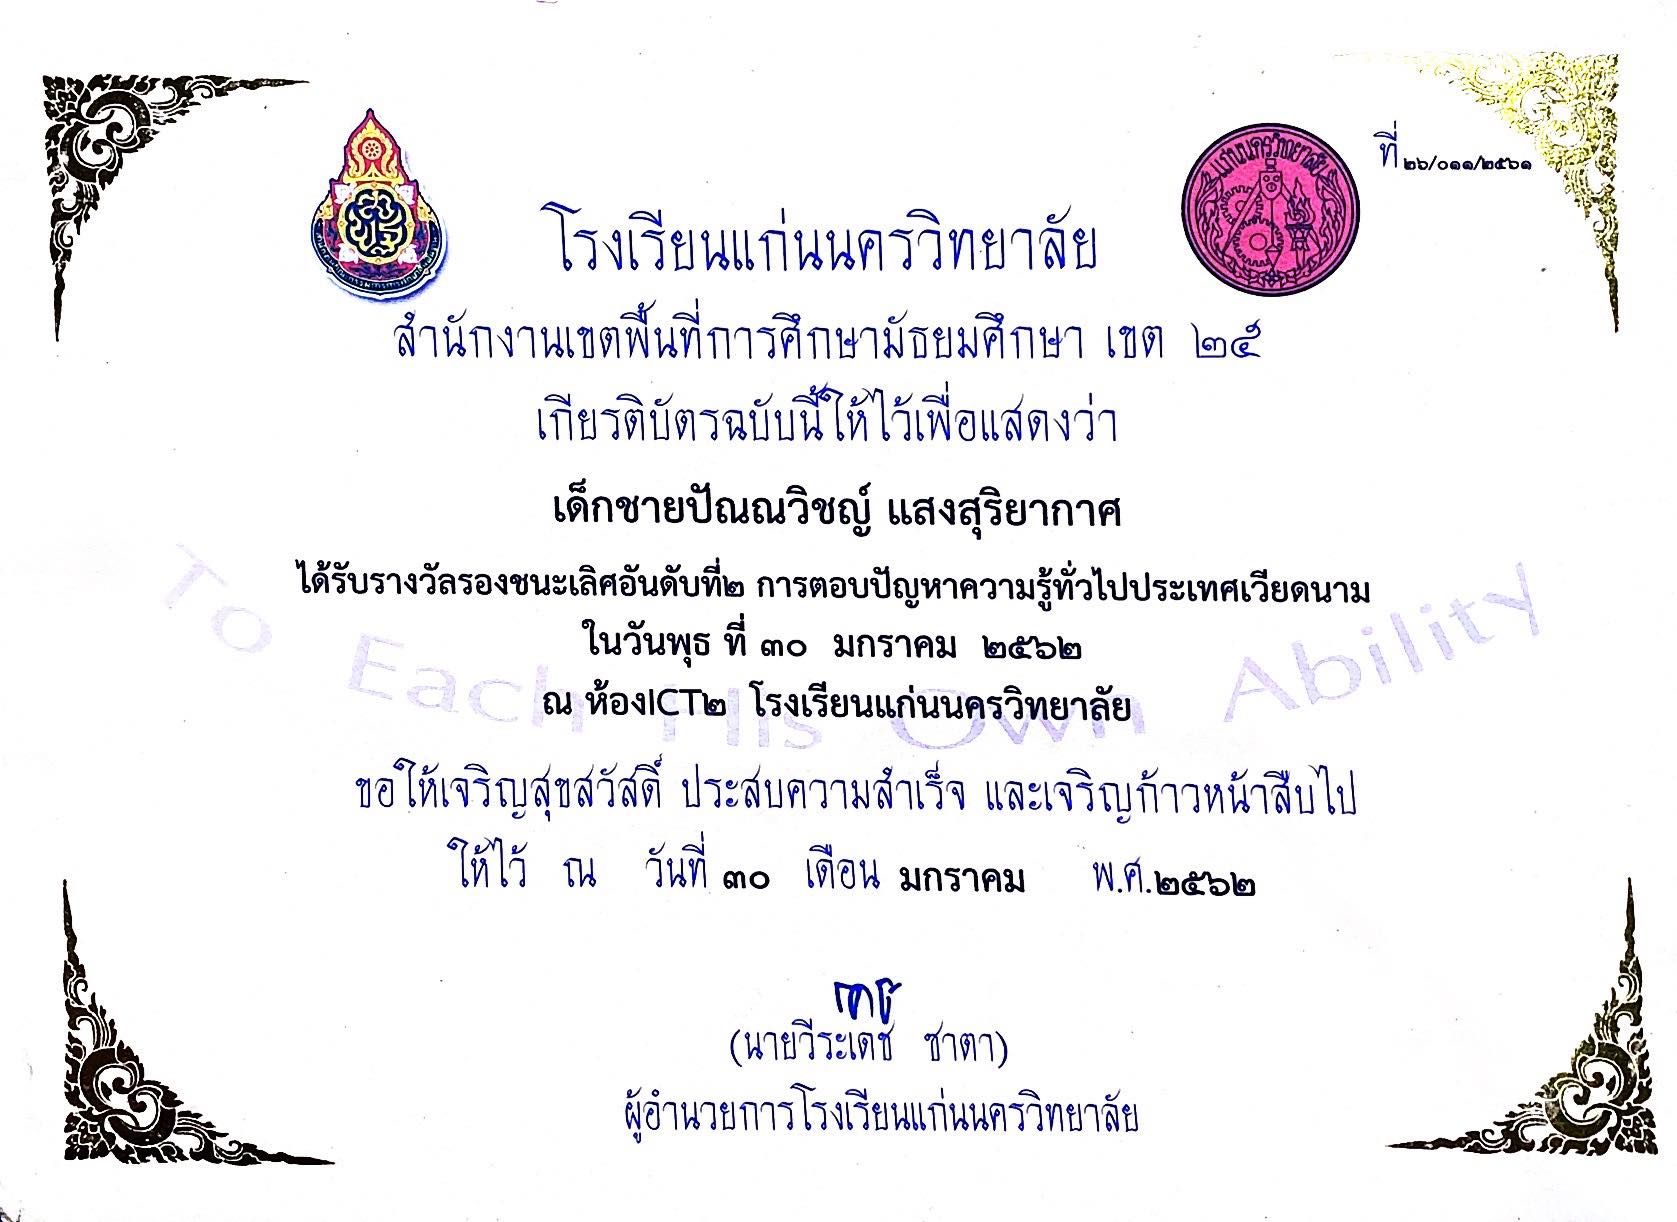 ที่ ๒๖/๐๑๑/๒๕๖๑
แก่นนครวิทยาลัย
โรงเรียนแก่นนครวิทยาลัย
สำนักงานเขตพื้นที่การศึกษามัธยมศึกษา เขต ๒๕
เกียรติบัตรฉบับนี้ให้ไว้เพื่อแสดงว่า
เด็กชายปัณณวิชญ์ แสงสุริยากาศ
ได้รับรางวัลรองชนะเลิศอันดับที่๒ การตอบปัญหาความรู้ทั่วไปประเทศเวียดนาม
ในวันพุธ ที่ ๓๐ มกราคม ๒๕๖๒
ณ ห้องICT๒ โรงเรียนแก่นนครวิทยาลัย
To Each His Own Ability
ขอให้เจริญสุขสวัสดิ์ ประสบความสำเร็จ และเจริญก้าวหน้าสืบไป
ให้ไว้ ณ วันที่ ๓๐ เดือน มกราคม พ.ศ.๒๕๖๒
(นายวีระเดช ซาตา)
ผู้อำนวยการโรงเรียนแก่นนครวิทยาลัย